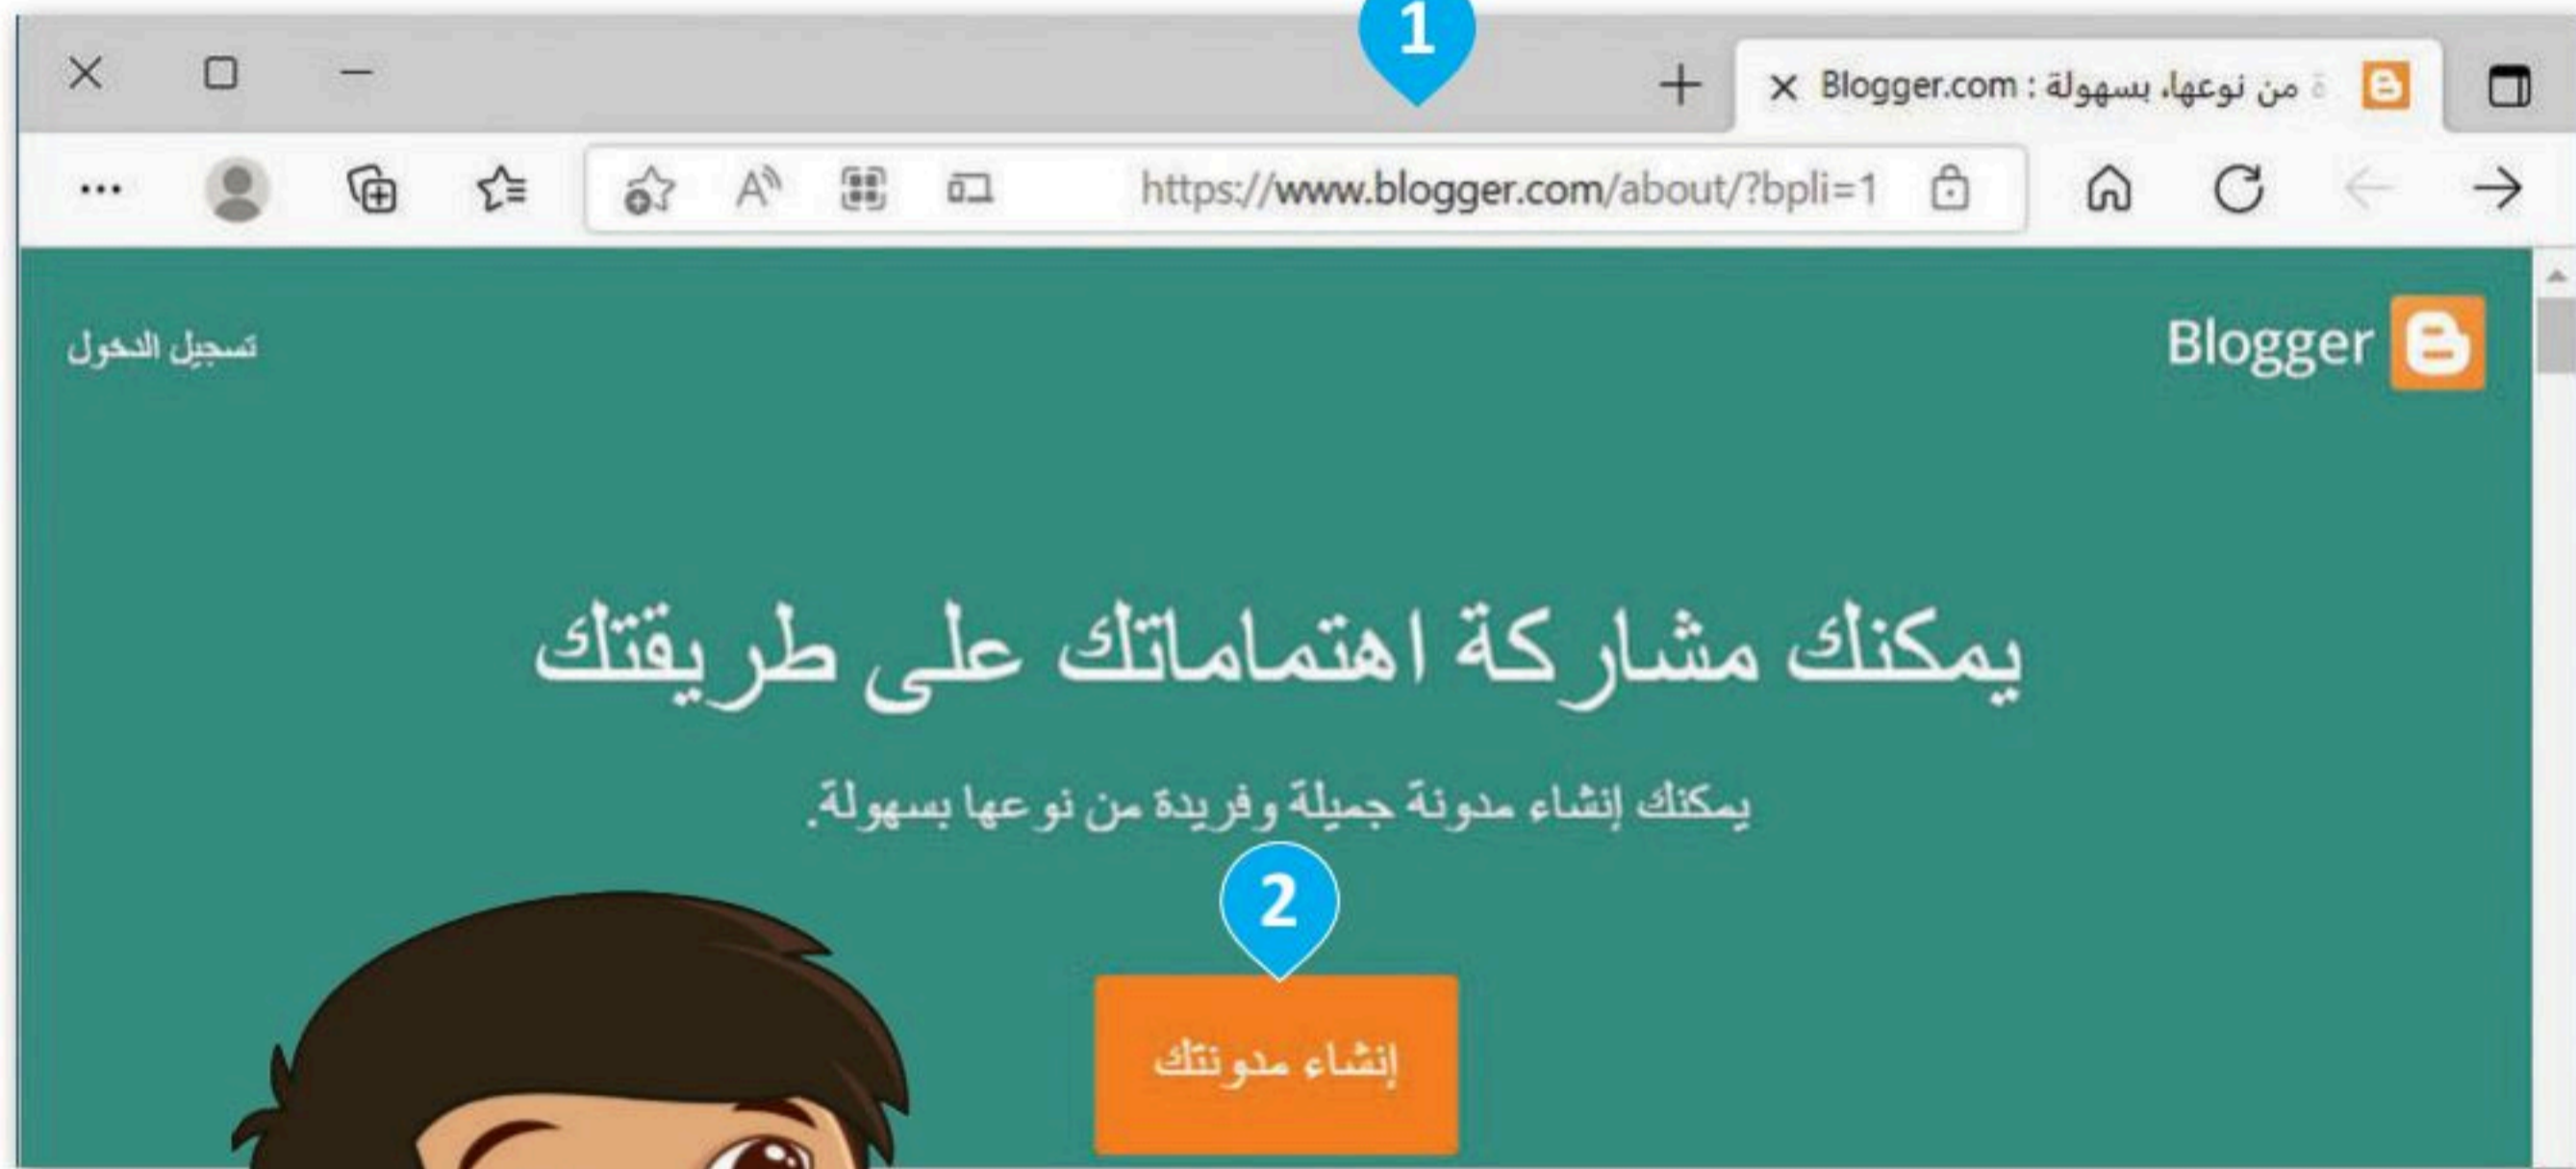 1
من نوعها، بسهولة : Blogger.com
https://www.blogger.com/about/?bpli=1
Blogger
تسجيل الدخول
يمكنك مشاركة اهتماماتك على طريقتك
يمكنك إنشاء مدونة جميلة وفريدة من نوعها بسهولة.
2
إنشاء مدونتك